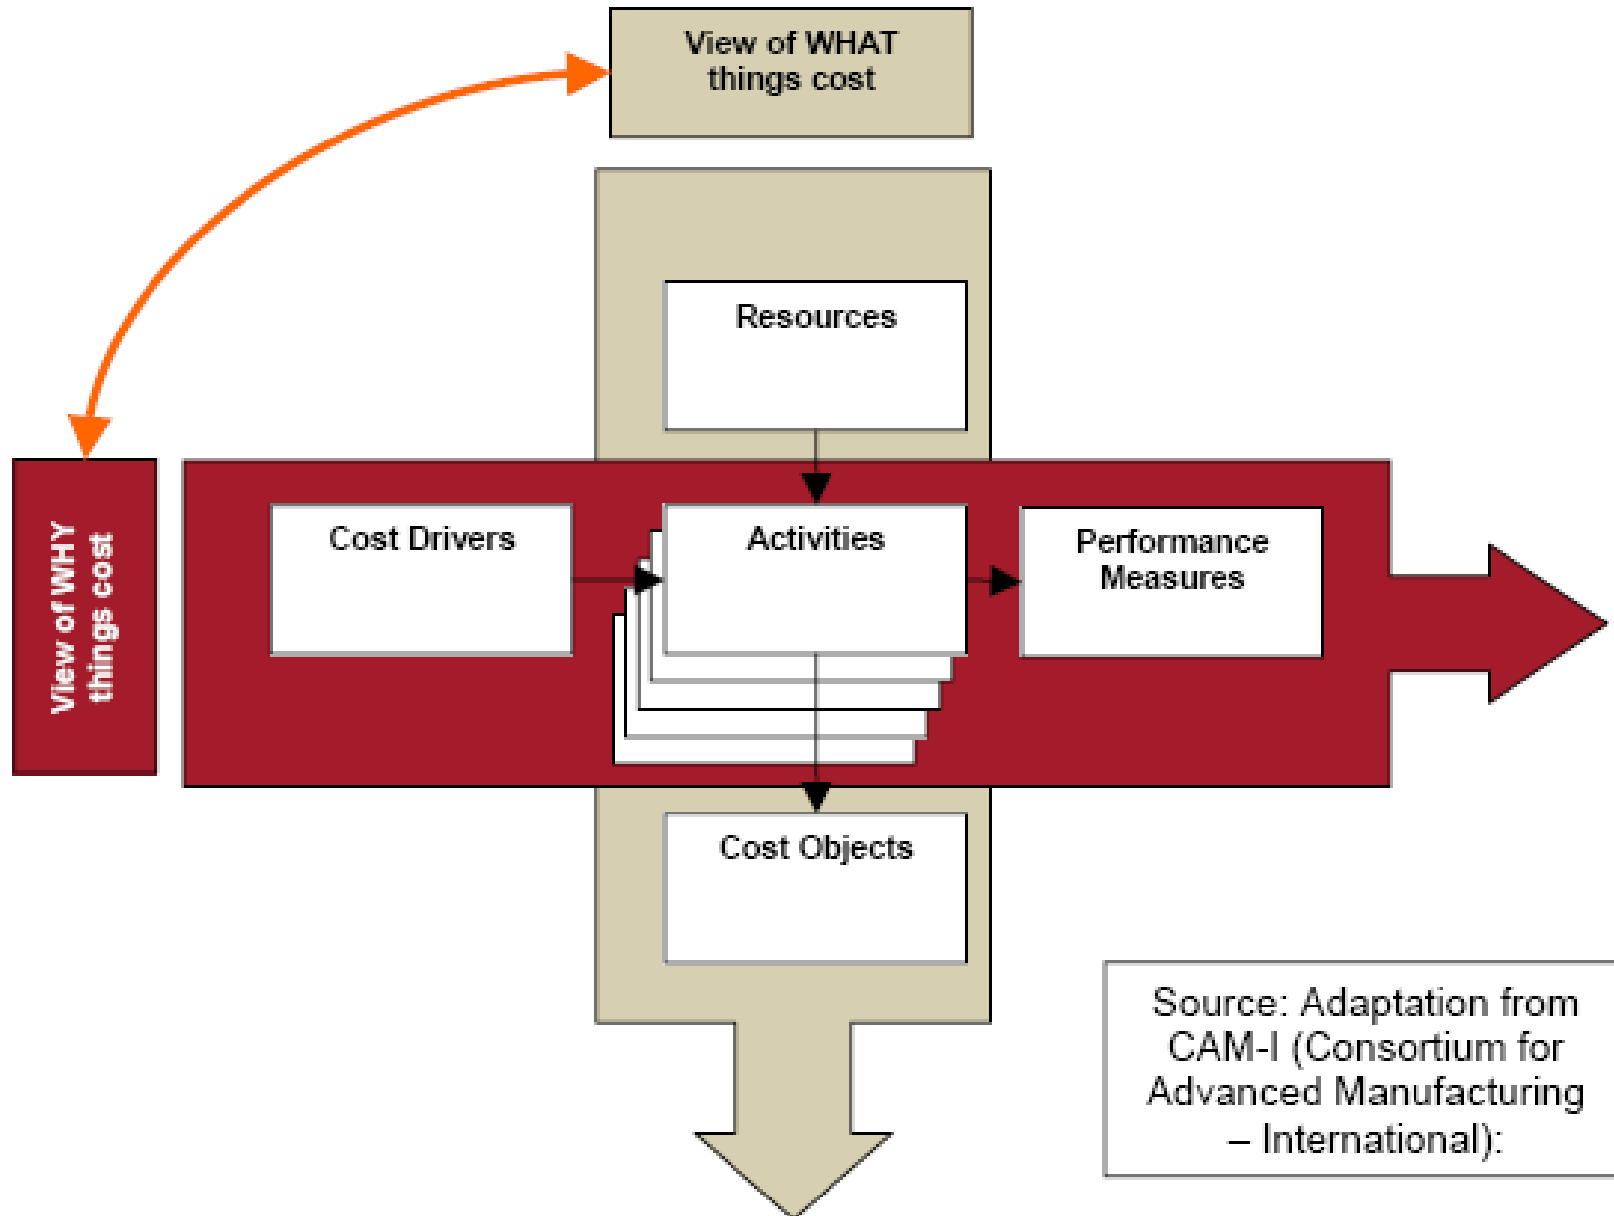 View of WHAT
things cost
Resources
View of WHY
things cost
Cost Drivers
Activities
Performance
Measures
Cost Objects
Source: Adaptation from
CAM-I (Consortium for
Advanced Manufacturing
– International):